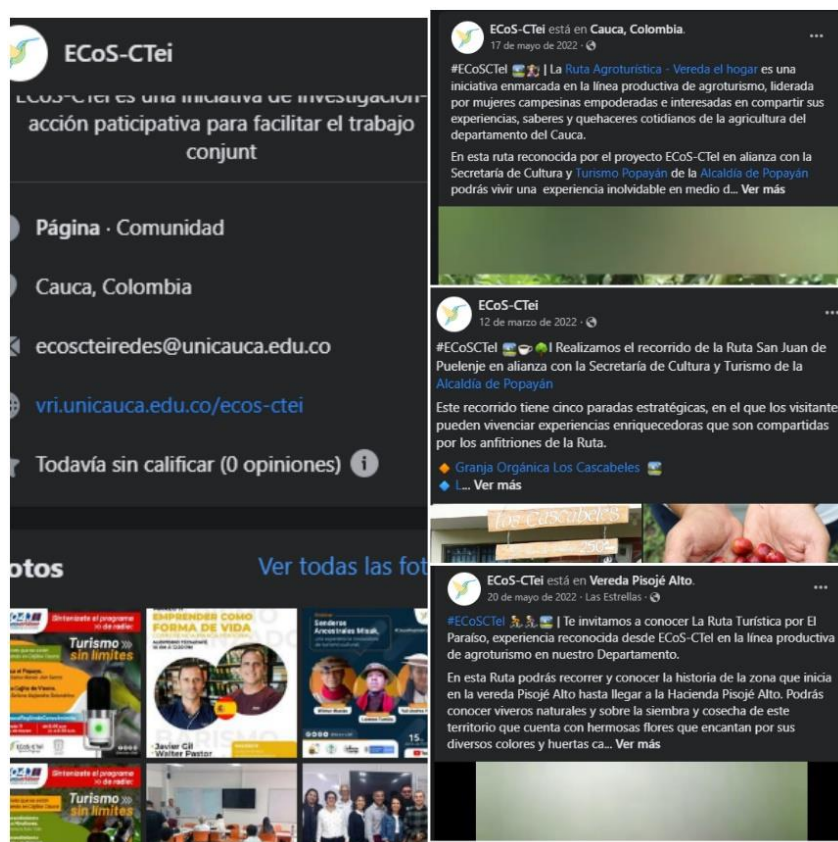 ECoS-CTei
ECoS-CTei es una iniciativa de investigación-
acción paticipativa para facilitar el trabajo
conjunt
Página · Comunidad
Cauca, Colombia
ecoscteiredes@unicauca.edu.co
vri.unicauca.edu.co/ecos-ctei
Todavía sin calificar (0 opiniones)
otos
Ver todas las fot
Sintonízate al programa
de radio:
Turismo
sin límites
EMPRENDER COMO
FORMA DE VIDA
Javier Gil
Walter Pastor
Senderos
Ancestrales Misak,
15
Sintonízate el programa
de radio:
Turismo
sin límites
ECoS-CTei está en Cauca, Colombia.
17 de mayo de 2022 ·
#ECoSCTeI | La Ruta Agroturística - Vereda el hogar es una
iniciativa enmarcada en la línea productiva de agroturismo, liderada
por mujeres campesinas empoderadas e interesadas en compartir sus
experiencias, saberes y quehaceres cotidianos de la agricultura del
departamento del Cauca.
En esta ruta reconocida por el proyecto ECoS-CTeI en alianza con la
Secretaría de Cultura y Turismo Popayán de la Alcaldía de Popayán
podrás vivir una experiencia inolvidable en medio d... Ver más
ECoS-CTei
12 de marzo de 2022 ·
#ECoSCTeI | Realizamos el recorrido de la Ruta San Juan de
Puelenje en alianza con la Secretaría de Cultura y Turismo de la
Alcaldía de Popayán
Este recorrido tiene cinco paradas estratégicas, en el que los visitante
pueden vivenciar experiencias enriquecedoras que son compartidas
por los anfitriones de la Ruta.
Granja Orgánica Los Cascabeles
L... Ver más
Los Cascabeles
ECoS-CTei está en Vereda Pisojé Alto.
20 de mayo de 2022 · Las Estrellas ·
#ECoSCTeI | Te invitamos a conocer La Ruta Turística por El
Paraíso, experiencia reconocida desde ECoS-CTeI en la línea productiva
de agroturismo en nuestro Departamento.
En esta Ruta podrás recorrer y conocer la historia de la zona que inicia
en la vereda Pisojé Alto hasta llegar a la Hacienda Pisojé Alto. Podrás
conocer viveros naturales y sobre la siembra y cosecha de este
territorio que cuenta con hermosas flores que encantan por sus
diversos colores y huertas ca... Ver más